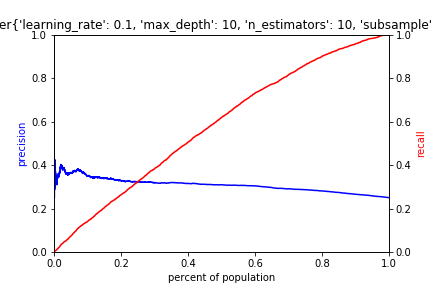 er{'learning_rate': 0.1, 'max_depth': 10, 'n_estimators': 10, 'subsample'
1.0 1.0
0.8 0.8
0.6 0.6
precision recall
0.4 0.4
0.2 0.2
0.0 0.0
0.0 0.2 0.4 0.6 0.8 1.0
percent of population